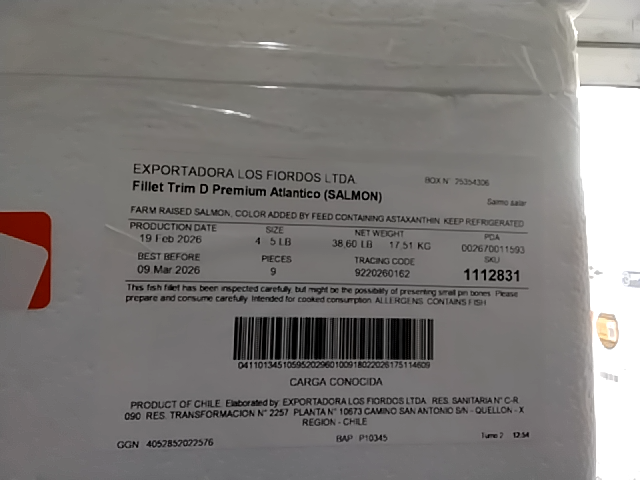 EXPORTADORA LOS FIORDOS LTDA.
BOX N° 25354306
Fillet Trim D Premium Atlantico (SALMON)
Salmo salar
FARM RAISED SALMON, COLOR ADDED BY FEED CONTAINING ASTAXANTHIN. KEEP REFRIGERATED
PRODUCTION DATE SIZE NET WEIGHT PDA
19 Feb 2026 4 5 LB 38.60 LB 17.51 KG 002670011593
BEST BEFORE PIECES TRACING CODE SKU
09 Mar 2026 9 9220260162 1112831
This fish fillet has been inspected carefully, but might be the possibility of presenting small pin bones. Please
prepare and consume carefully. Intended for cooked consumption. ALLERGENS: CONTAINS FISH
CARGA CONOCIDA
PRODUCT OF CHILE. Elaborated by: EXPORTADORA LOS FIORDOS LTDA. RES. SANITARIA N° C-R.
090 RES. TRANSFORMACION N° 2257 PLANTA N° 10673 CAMINO SAN ANTONIO S/N - QUELLON - X
REGION - CHILE
GGN 4052852022576 BAP P10345 Turno 2 12:54